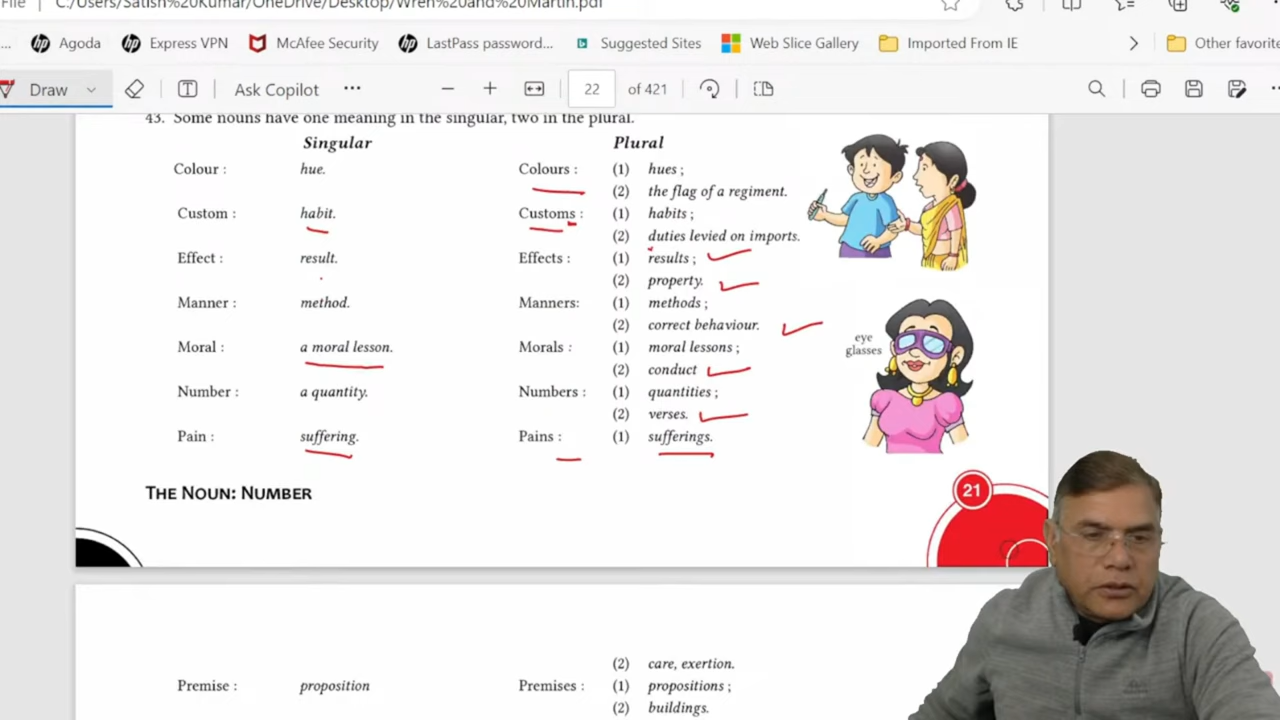 File C:/Users/Satish%20Kumar/OneDrive/Desktop/Wren%20and%20Martin.pdf
... Agoda Express VPN McAfee Security LastPass password... Suggested Sites Web Slice Gallery Imported From IE Other favorite
Draw Ask Copilot ... 22 of 421
43. Some nouns have one meaning in the singular, two in the plural.
Singular Plural
Colour : hue. Colours : (1) hues ;
(2) the flag of a regiment.
Custom : habit. Customs : (1) habits ;
(2) duties levied on imports.
Effect : result. Effects : (1) results ;
(2) property.
Manner : method. Manners: (1) methods ;
(2) correct behaviour.
eye
glasses
Moral : a moral lesson. Morals : (1) moral lessons ;
(2) conduct
Number : a quantity. Numbers : (1) quantities ;
(2) verses.
Pain : suffering. Pains : (1) sufferings.
THE NOUN: NUMBER 21
(2) care, exertion.
Premise : proposition Premises : (1) propositions ;
(2) buildings.